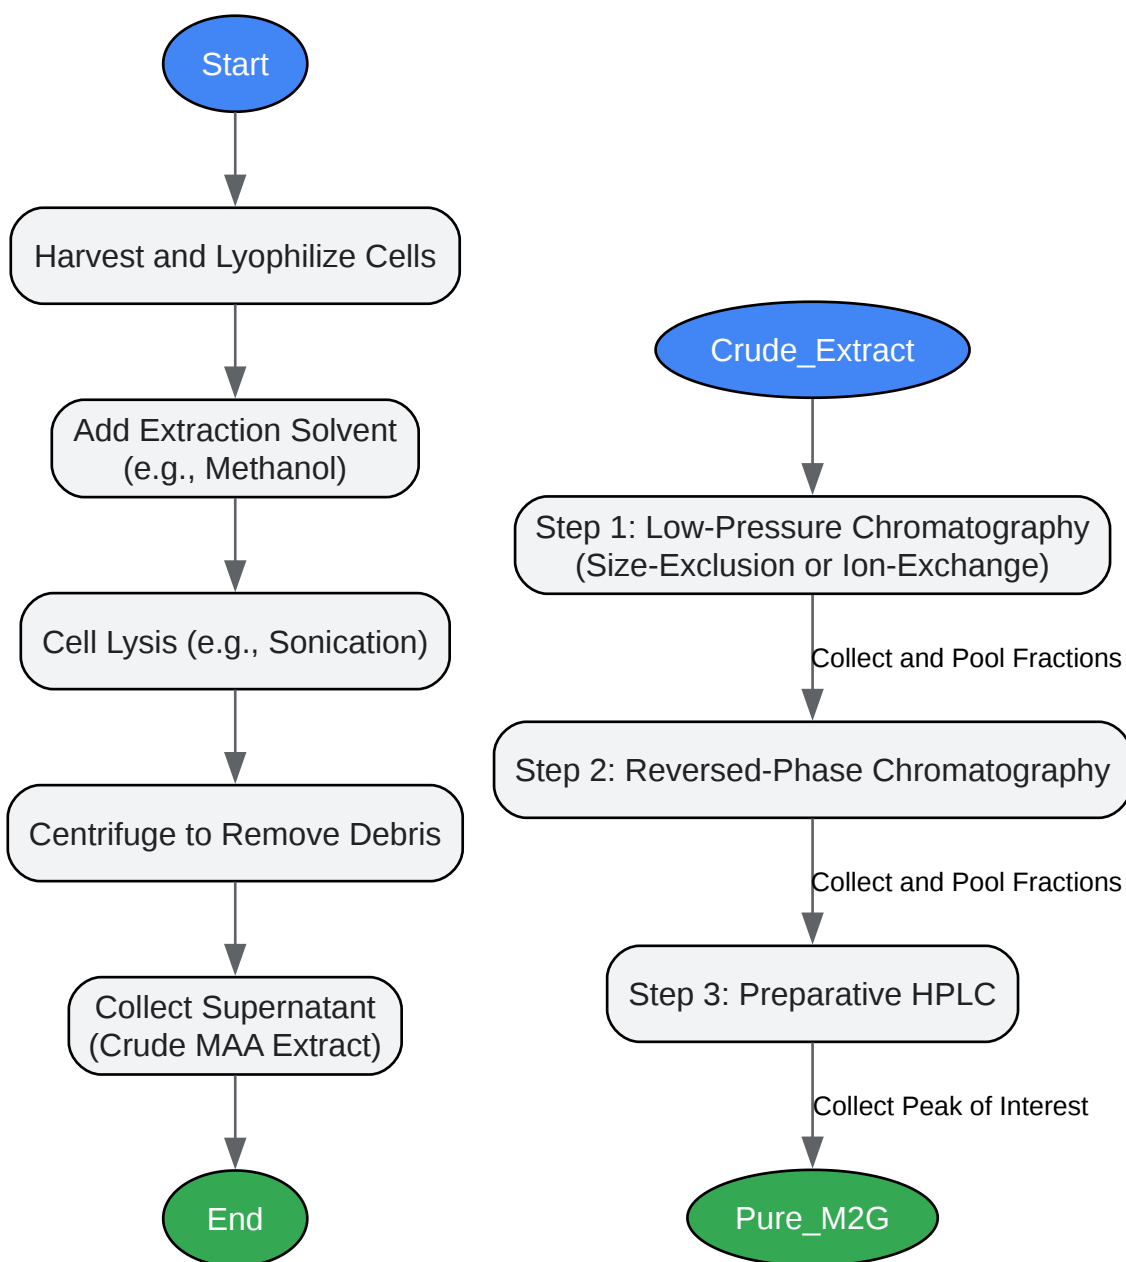 Start
Harvest and Lyophilize Cells
Add Extraction Solvent
(e.g., Methanol)
Cell Lysis (e.g., Sonication)
Centrifuge to Remove Debris
Collect Supernatant
(Crude MAA Extract)
End
Crude_Extract
Step 1: Low-Pressure Chromatography
(Size-Exclusion or Ion-Exchange)
Collect and Pool Fractions
Step 2: Reversed-Phase Chromatography
Collect and Pool Fractions
Step 3: Preparative HPLC
Collect Peak of Interest
Pure_M2G